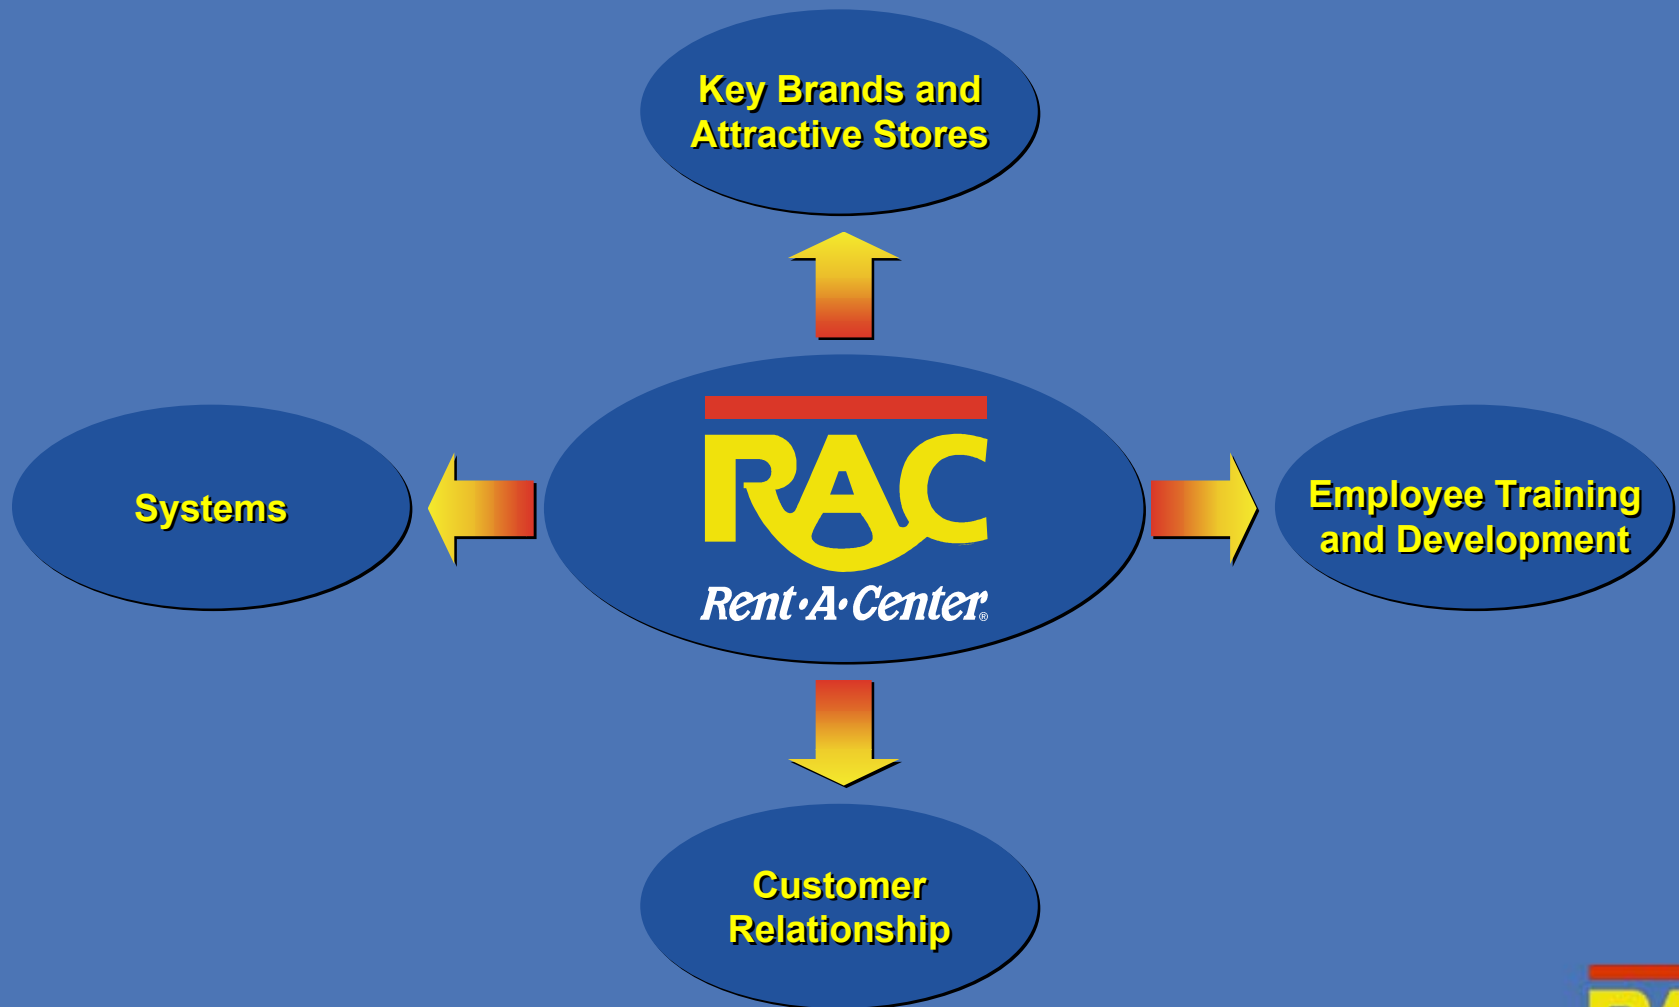 Key Brands and
Attractive Stores
Systems
RAC
Rent·A·Center®
Employee Training
and Development
Customer
Relationship